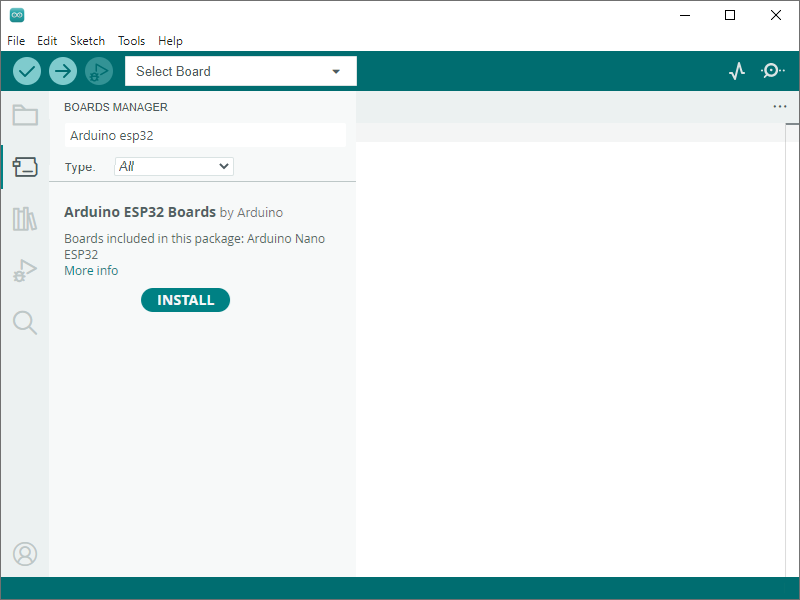 File Edit Sketch Tools Help
Select Board
BOARDS MANAGER
Arduino esp32
Type. All
Arduino ESP32 Boards by Arduino
Boards included in this package: Arduino Nano
ESP32
More info
INSTALL